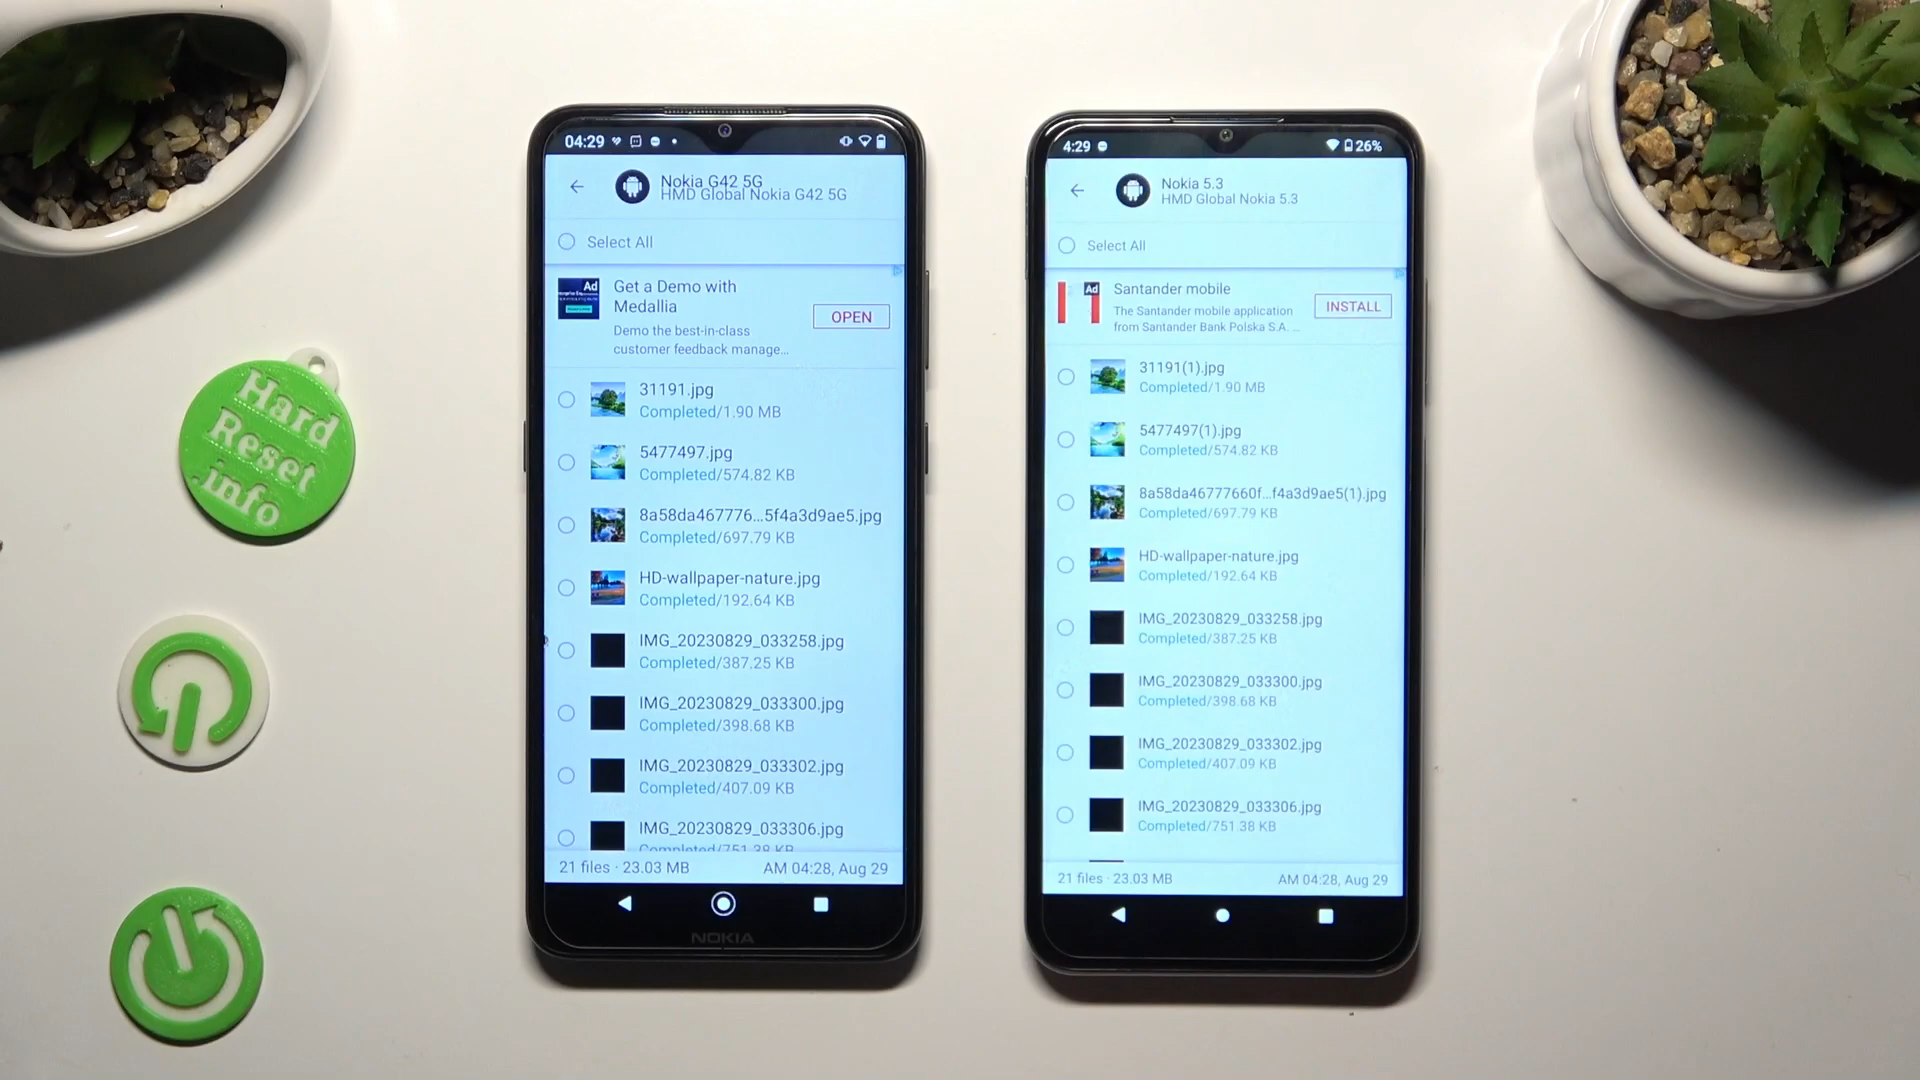 Hard
Reset
.info
04:29
Nokia G42 5G
HMD Global Nokia G42 5G
Select All
Ad
Get a Demo with
Medallia
Demo the best-in-class
customer feedback manage...
OPEN
31191.jpg
Completed/1.90 MB
5477497.jpg
Completed/574.82 KB
8a58da467776...5f4a3d9ae5.jpg
Completed/697.79 KB
HD-wallpaper-nature.jpg
Completed/192.64 KB
IMG_20230829_033258.jpg
Completed/387.25 KB
IMG_20230829_033300.jpg
Completed/398.68 KB
IMG_20230829_033302.jpg
Completed/407.09 KB
IMG_20230829_033306.jpg
Completed/751.38 KB
21 files · 23.03 MB
AM 04:28, Aug 29
NOKIA
4:29
26%
Nokia 5.3
HMD Global Nokia 5.3
Select All
Ad
Santander mobile
The Santander mobile application
from Santander Bank Polska S.A. ...
INSTALL
31191(1).jpg
Completed/1.90 MB
5477497(1).jpg
Completed/574.82 KB
8a58da46777660f...f4a3d9ae5(1).jpg
Completed/697.79 KB
HD-wallpaper-nature.jpg
Completed/192.64 KB
IMG_20230829_033258.jpg
Completed/387.25 KB
IMG_20230829_033300.jpg
Completed/398.68 KB
IMG_20230829_033302.jpg
Completed/407.09 KB
IMG_20230829_033306.jpg
Completed/751.38 KB
21 files · 23.03 MB
AM 04:28, Aug 29